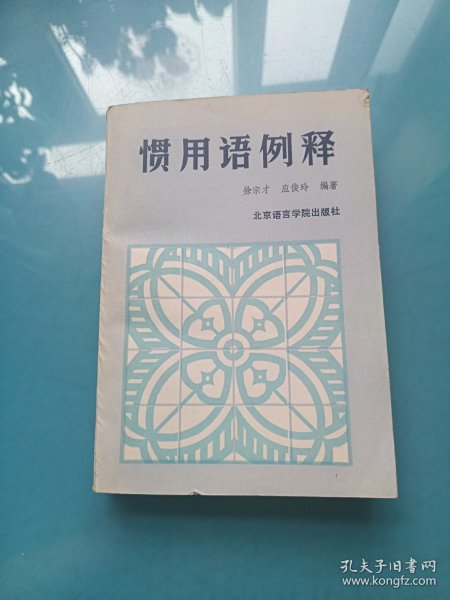 惯用语例释
徐宗才 应俊玲 编著
北京语言学院出版社
孔夫子旧书网
www.kongfz.com